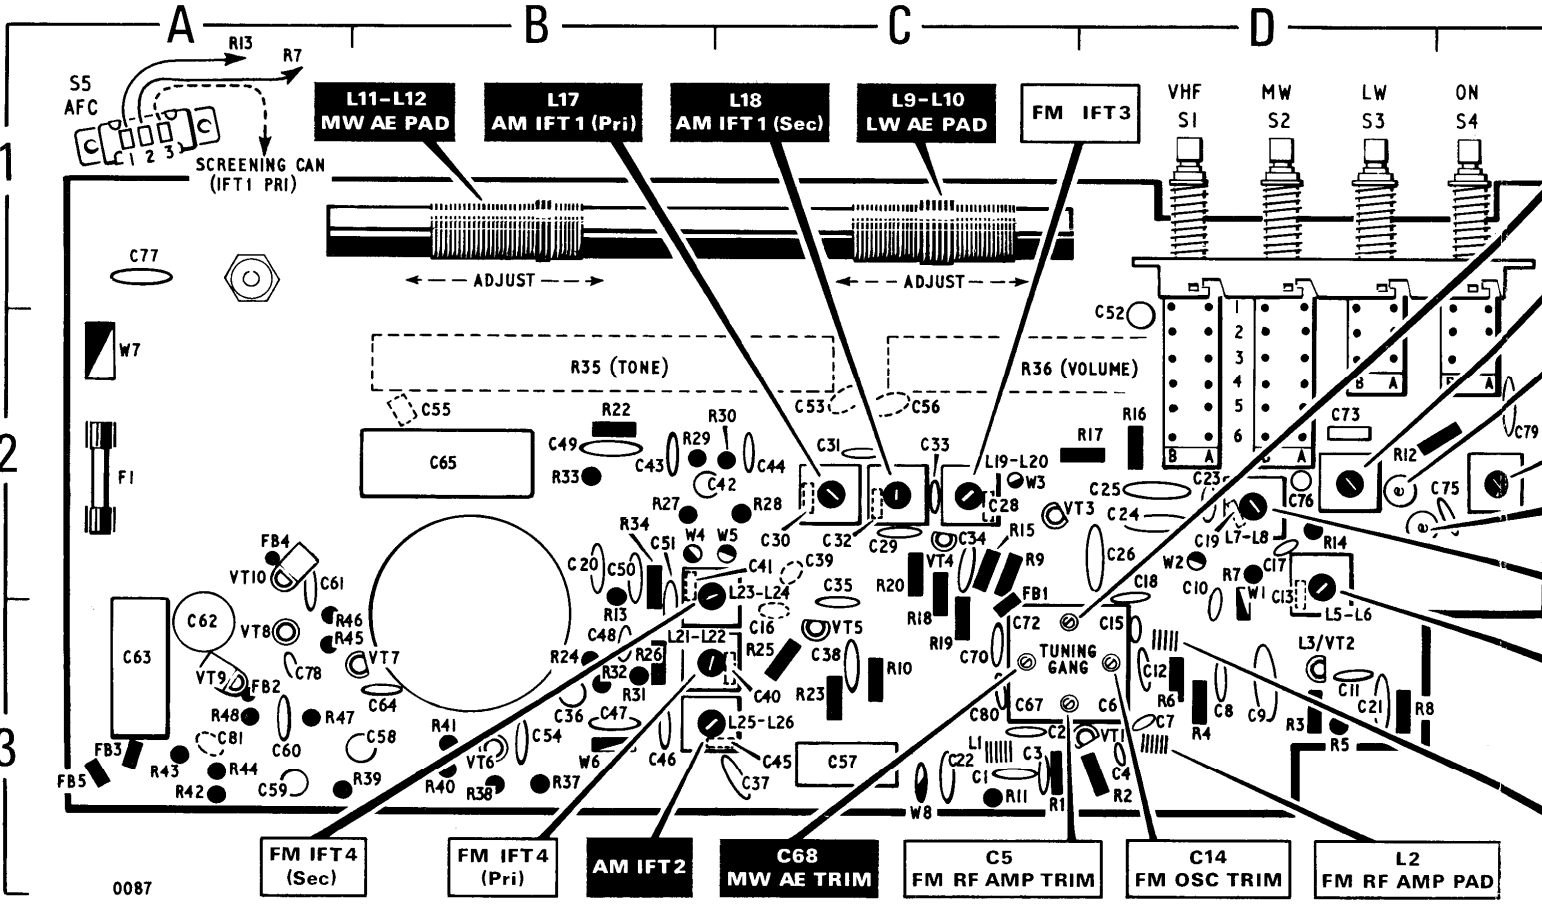 A B C D
R13
R7
S5
AFC
1 2 3
SCREENING CAN
(IFT1 PRI)
L11-L12
MW AE PAD
L17
AM IFT1 (Pri)
L18
AM IFT1 (Sec)
L9-L10
LW AE PAD
FM IFT3
VHF MW LW ON
S1 S2 S3 S4
1
C77
ADJUST
ADJUST
C52
1
2
3
4
5
6
B A
B A
B A
B A
W7
R35 (TONE)
R36 (VOLUME)
C55
R22
R30
C53
C56
R16
C73
R12
C79
2
F1
C65
C49
R29
C43
C44
C31
C33
R17
R33
C42
L19-L20
W3
C28
C25
C23
C76
C75
R27
R28
R34
C30
C32
C29
C34
R15
VT3
C24
C19
L7-L8
R14
FB4
VT10
C61
C20
C50
C51
W4
W5
C41
C39
VT4
R9
C26
W2
R7
C17
R20
R13
L23-L24
C35
R18
FB1
C18
C10
W1
C13
L5-L6
C62
R46
R45
VT8
C48
L21-L22
C16
VT5
R19
C72
C15
C63
VT9
FB2
C78
VT7
R24
R32
R26
R25
C38
R10
C70
TUNING
GANG
C12
L3/VT2
C64
R31
C40
R23
C11
R48
R47
C36
C47
L25-L26
C80
C67
C6
R6
C8
C9
C21
R8
3
FB3
C81
C60
C58
R41
C54
C7
R4
R3
R5
FB5
R43
R44
VT6
W6
C46
C45
C57
L1
C2
VT1
C3
C4
R42
C59
R39
R40
R38
R37
C37
C22
C1
W8
R11
R1
R2
FM IFT4
(Sec)
FM IFT4
(Pri)
AM IFT2
C68
MW AE TRIM
C5
FM RF AMP TRIM
C14
FM OSC TRIM
L2
FM RF AMP PAD
0087